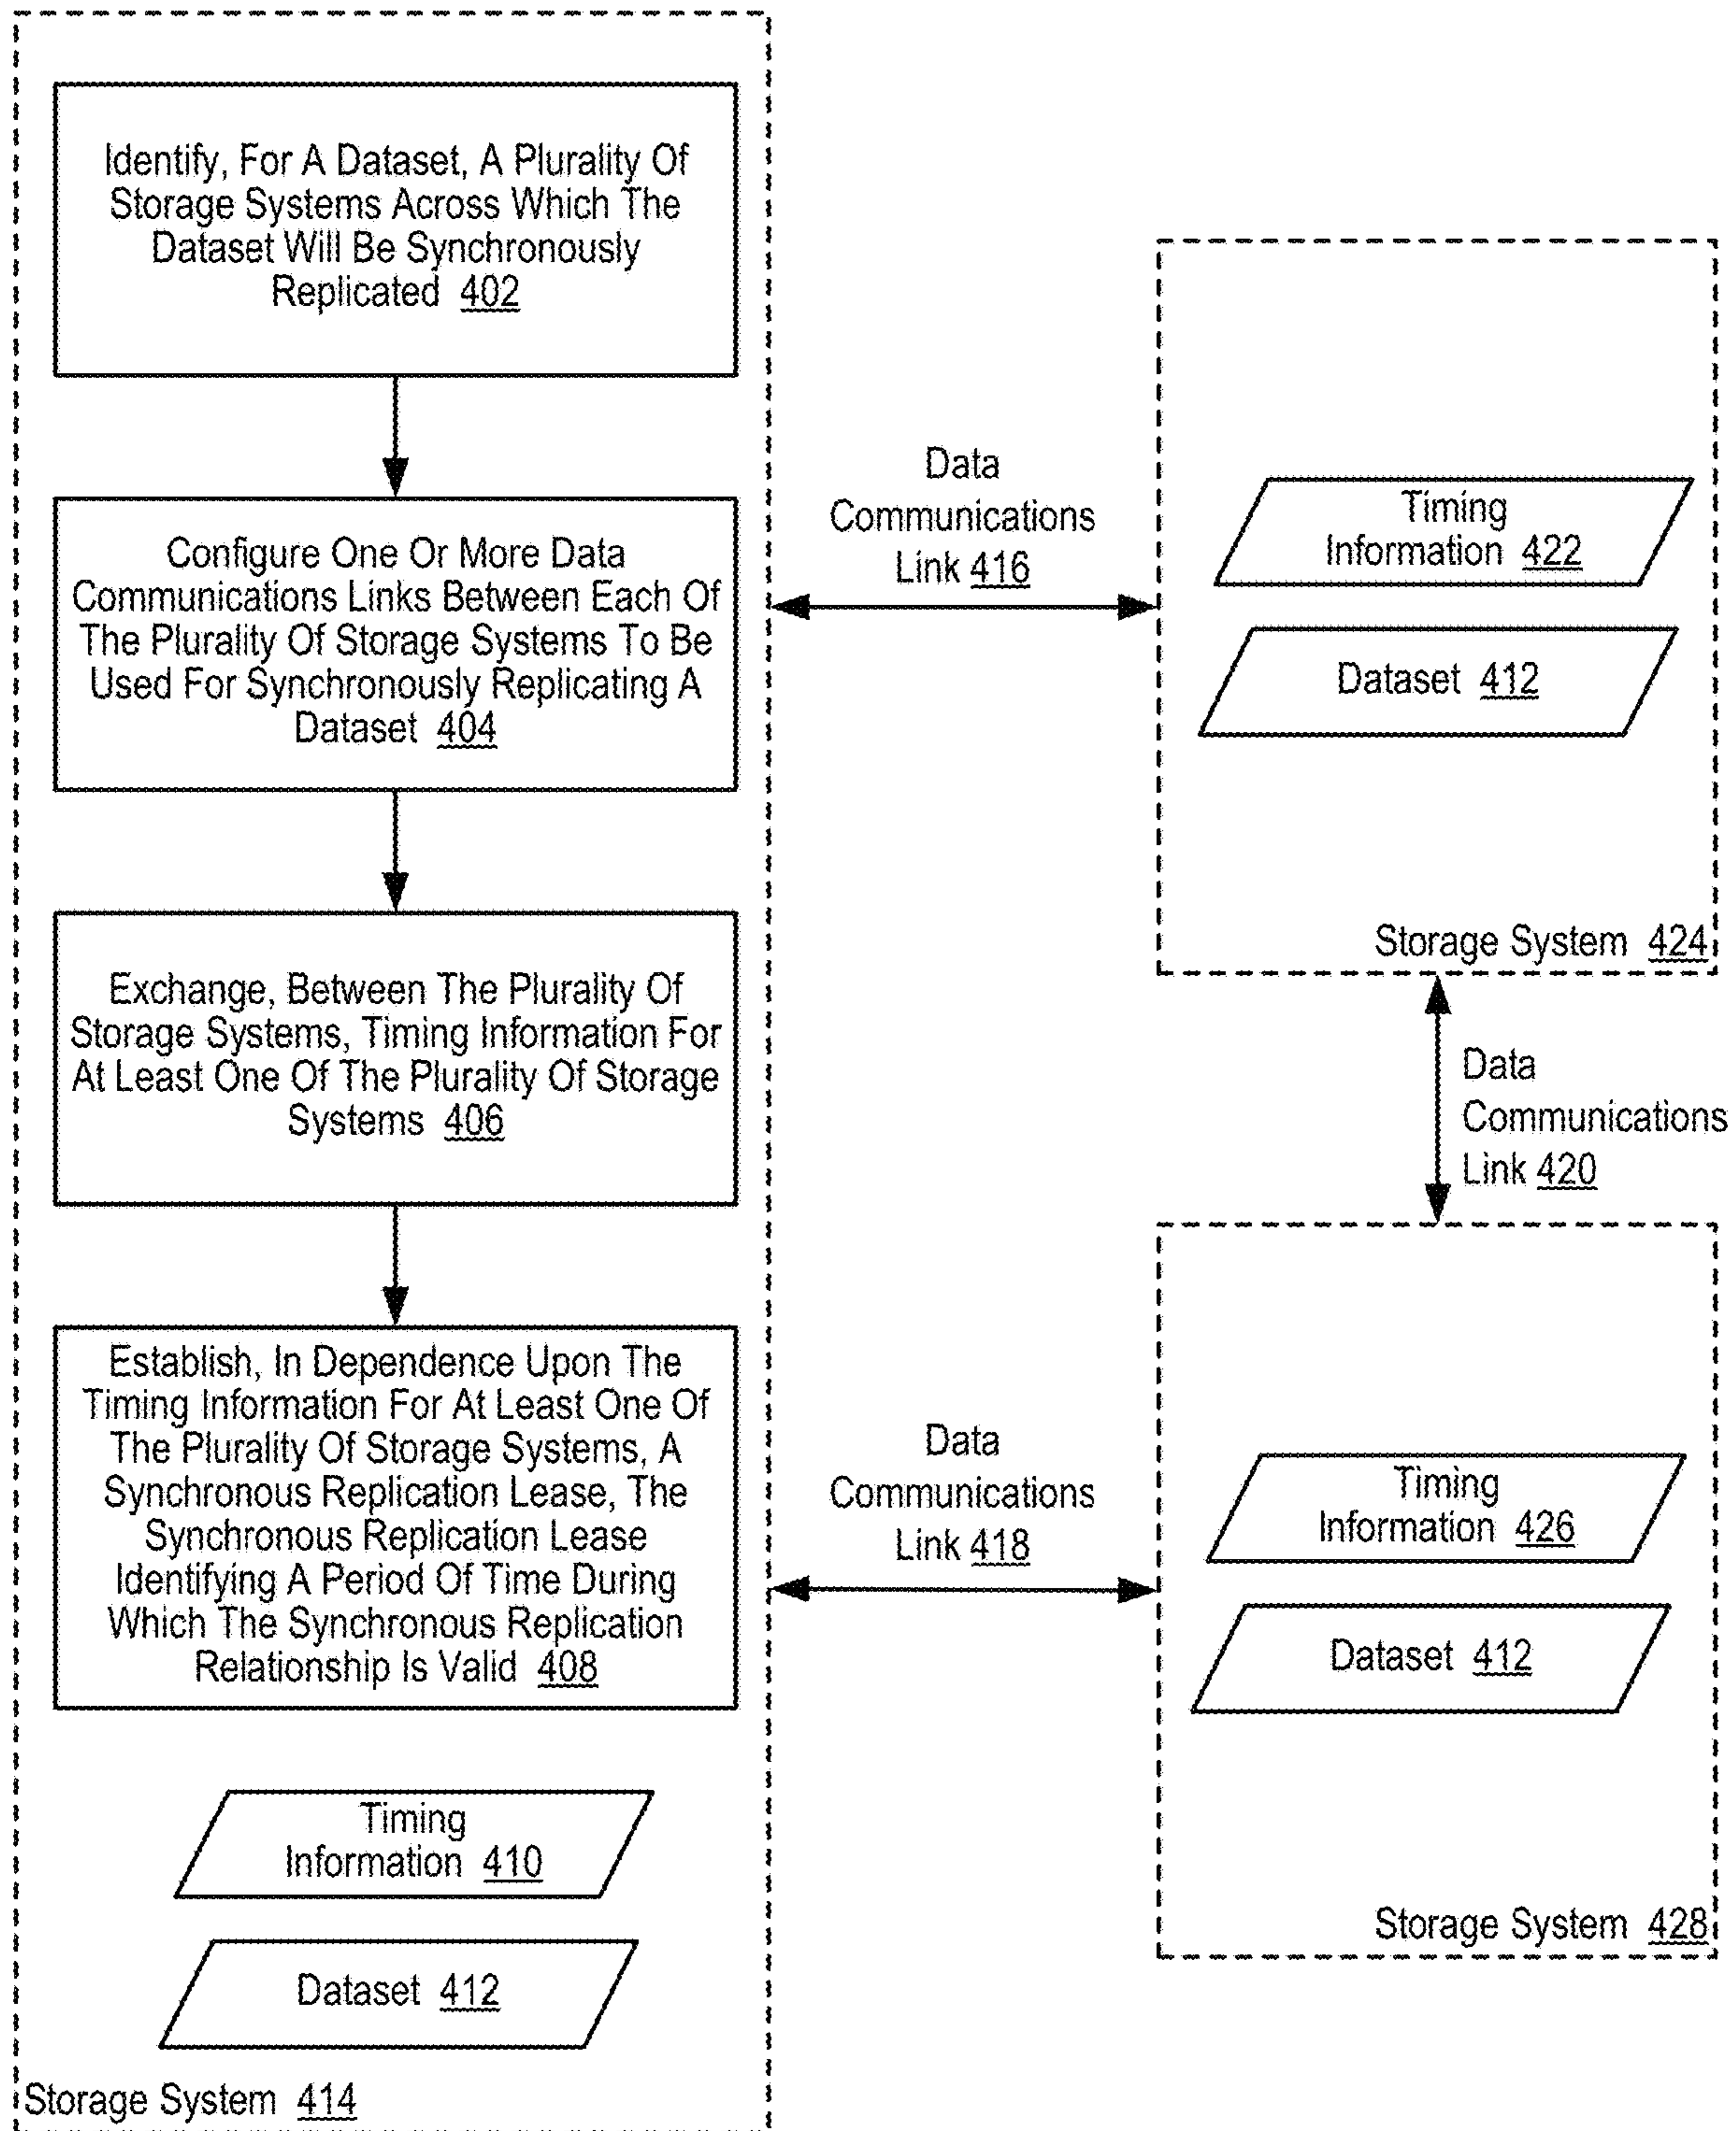 Identify, For A Dataset, A Plurality Of
Storage Systems Across Which The
Dataset Will Be Synchronously
Replicated 402
Configure One Or More Data
Communications Links Between Each Of
The Plurality Of Storage Systems To Be
Used For Synchronously Replicating A
Dataset 404
Exchange, Between The Plurality Of
Storage Systems, Timing Information For
At Least One Of The Plurality Of Storage
Systems 406
Establish, In Dependence Upon The
Timing Information For At Least One Of
The Plurality Of Storage Systems, A
Synchronous Replication Lease, The
Synchronous Replication Lease
Identifying A Period Of Time During
Which The Synchronous Replication
Relationship Is Valid 408
Timing
Information 410
Dataset 412
Storage System 414
Data
Communications
Link 416
Timing
Information 422
Dataset 412
Storage System 424
Data
Communications
Link 420
Data
Communications
Link 418
Timing
Information 426
Dataset 412
Storage System 428